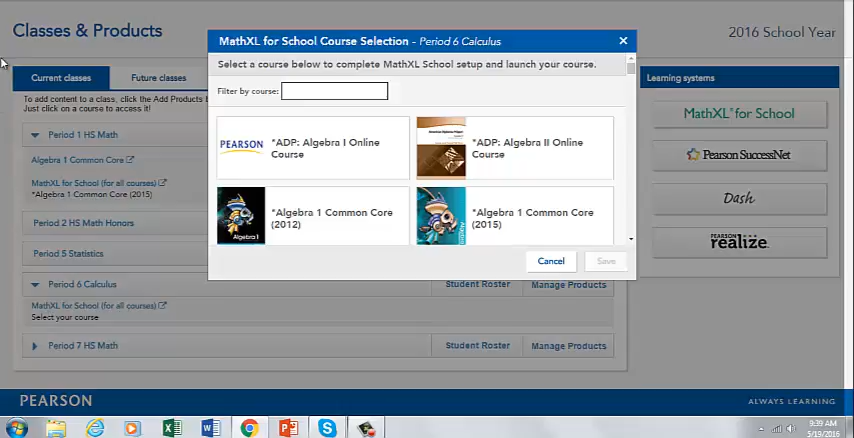 Classes & Products
2016 School Year
MathXL for School Course Selection - Period 6 Calculus
Select a course below to complete MathXL School setup and launch your course.
Filter by course:
PEARSON
*ADP: Algebra I Online
Course
*ADP: Algebra II Online
Course
Algebra 1
*Algebra 1 Common Core
(2012)
*Algebra 1 Common Core
(2015)
Cancel
Save
Current classes
Future classes
To add content to a class, click the Add Products b
Just click on a course to access it!
Period 1 HS Math
Algebra 1 Common Core
MathXL for School (for all courses)
*Algebra 1 Common Core (2015)
Period 2 HS Math Honors
Period 5 Statistics
Period 6 Calculus
Student Roster
Manage Products
MathXL for School (for all courses)
Select your course
Period 7 HS Math
Student Roster
Manage Products
Learning systems
MathXL® for School
Pearson SuccessNet
Dash
PEARSON
realize.
PEARSON
ALWAYS LEARNING
9:39 AM
5/19/2016